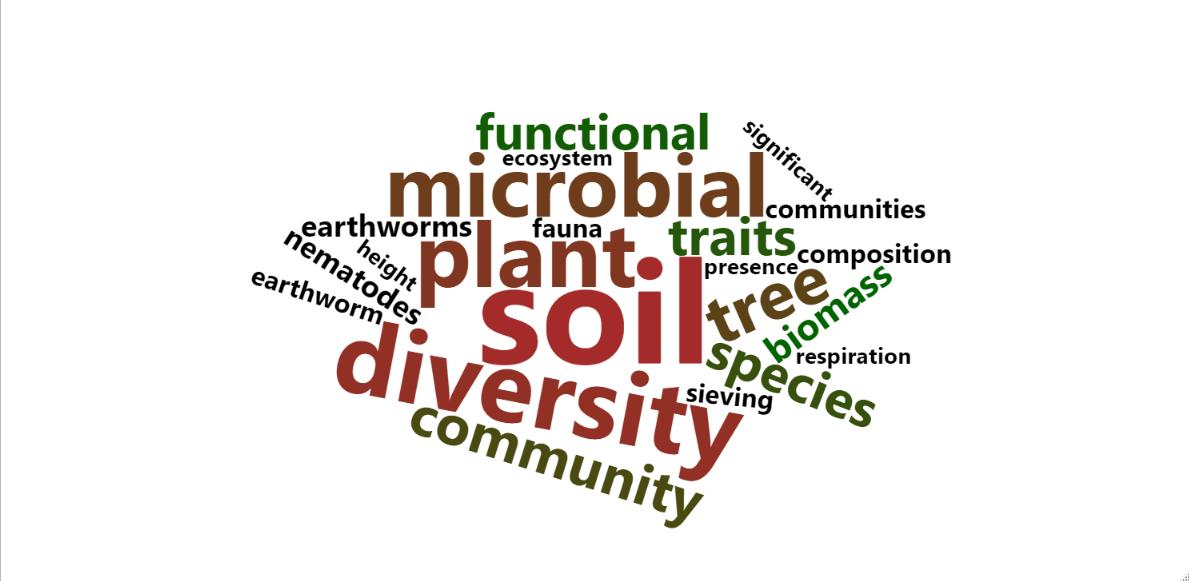 functional
significant
ecosystem
microbial
communities
earthworms
fauna
traits
nematodes
height
plant
composition
presence
earthworm
soil
tree
biomass
diversity
species
respiration
sieving
community